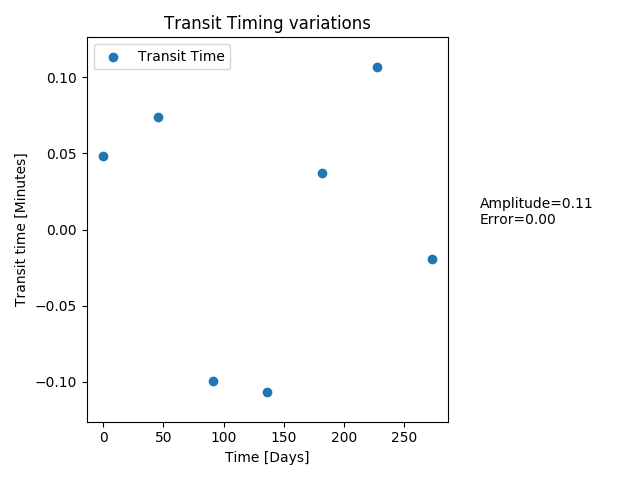 Transit Timing variations
Transit Time
0.10
0.05
0.00
−0.05
−0.10
Transit time [Minutes]
0
50
100
150
200
250
Time [Days]
Amplitude=0.11
Error=0.00